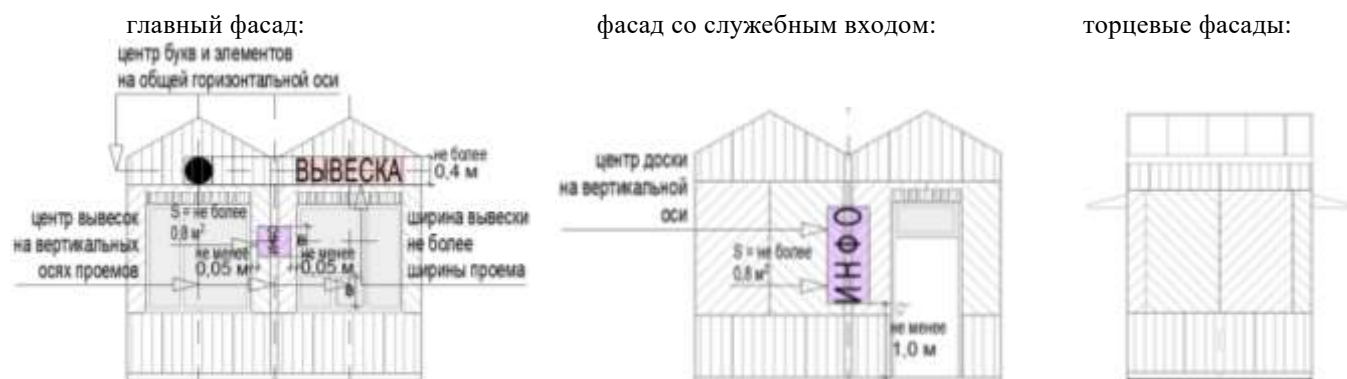 главный фасад:
фасад со служебным входом:
торцевые фасады:
центр букв и элементов
на общей горизонтальной оси
ВЫВЕСКА
не более
0,4 м
центр вывесок
на вертикальных
осях проемов
S = не более
0,8 м²
не менее
0,05 м
не менее
0,05 м
ширина вывески
не более
ширины проема
центр доски
на вертикальной
оси
ИНФО
S = не более
0,8 м²
не менее
1,0 м